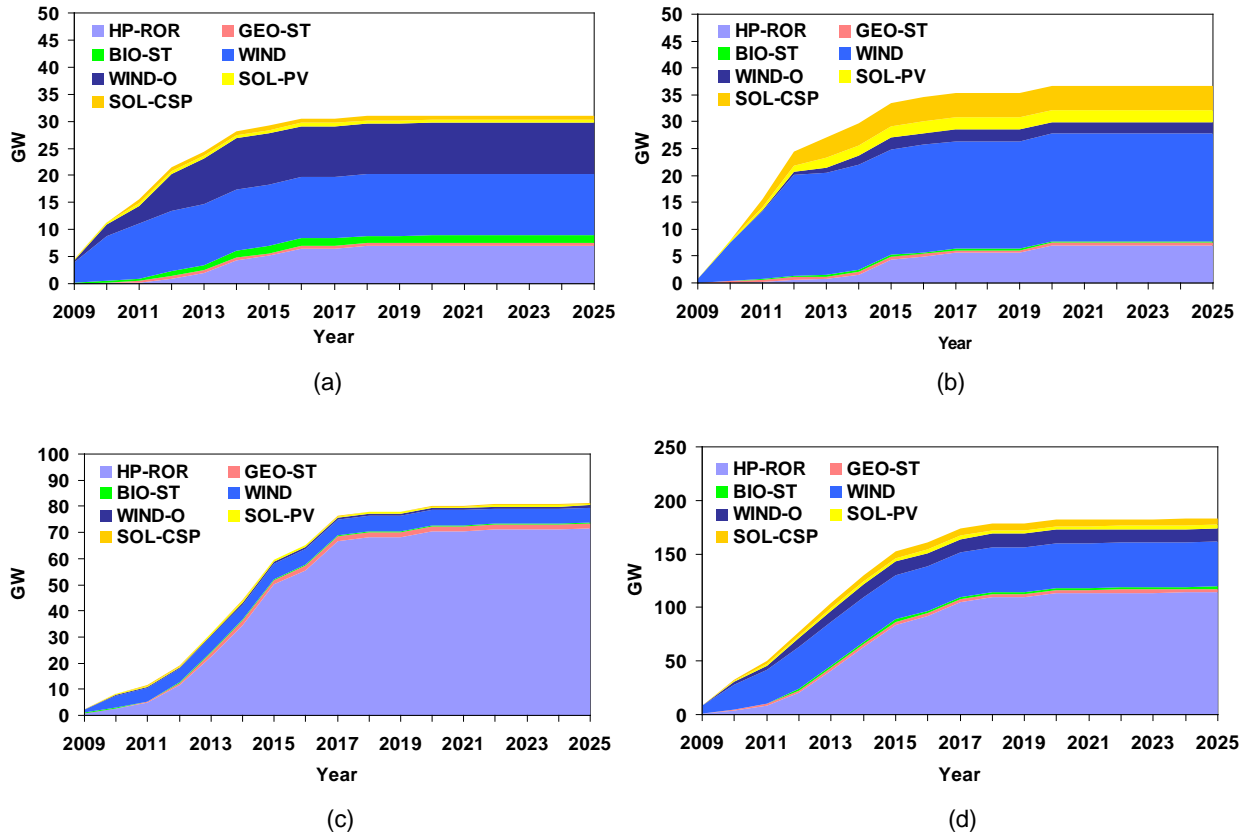 50
45
40
35
30
25
20
15
10
5
0
GW
HP-ROR GEO-ST
BIO-ST WIND
WIND-O SOL-PV
SOL-CSP
2009 2011 2013 2015 2017 2019 2021 2023 2025
Year
(a)
50
45
40
35
30
25
20
15
10
5
0
GW
HP-ROR GEO-ST
BIO-ST WIND
WIND-O SOL-PV
SOL-CSP
2009 2011 2013 2015 2017 2019 2021 2023 2025
Year
(b)
100
90
80
70
60
50
40
30
20
10
0
GW
HP-ROR GEO-ST
BIO-ST WIND
WIND-O SOL-PV
SOL-CSP
2009 2011 2013 2015 2017 2019 2021 2023 2025
Year
(c)
250
200
150
100
50
0
GW
HP-ROR GEO-ST
BIO-ST WIND
WIND-O SOL-PV
SOL-CSP
2009 2011 2013 2015 2017 2019 2021 2023 2025
Year
(d)